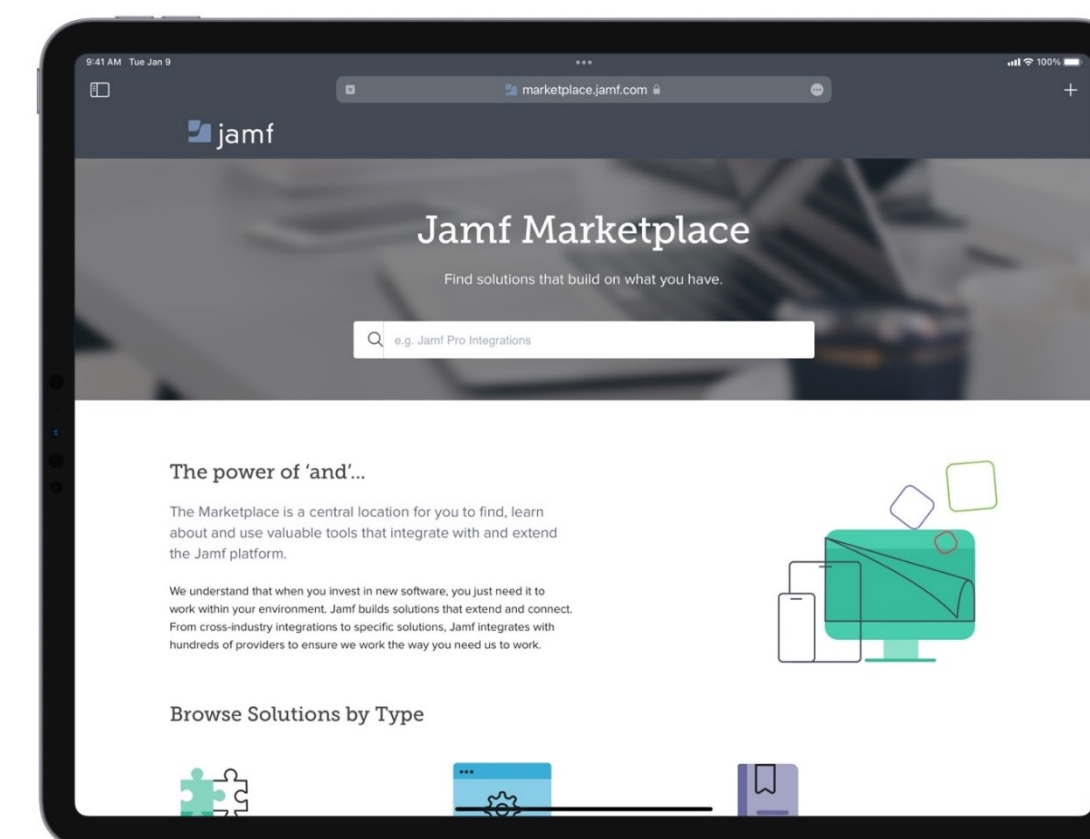 9:41 AM Tue Jan 9
100%
marketplace.jamf.com
jamf
Jamf Marketplace
Find solutions that build on what you have.
e.g. Jamf Pro Integrations
The power of ‘and’...
The Marketplace is a central location for you to find, learn
about and use valuable tools that integrate with and extend
the Jamf platform.
We understand that when you invest in new software, you just need it to
work within your environment. Jamf builds solutions that extend and connect.
From cross-industry integrations to specific solutions, Jamf integrates with
hundreds of providers to ensure we work the way you need us to work.
Browse Solutions by Type